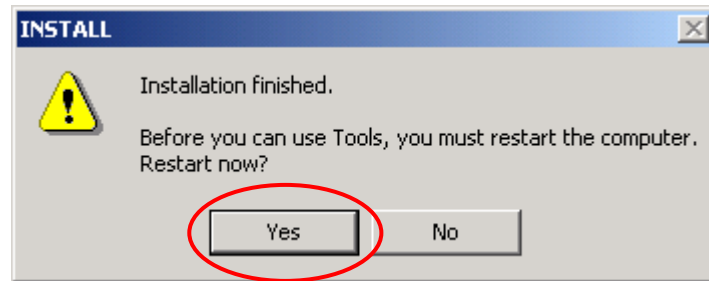 INSTALL
Installation finished.
Before you can use Tools, you must restart the computer.
Restart now?
Yes
No